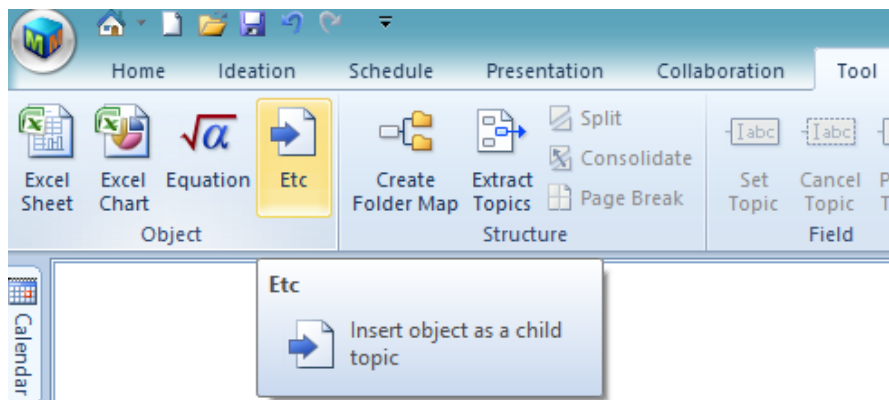 Home Ideation Schedule Presentation Collaboration Tool
Excel Sheet
Excel Chart
Equation
Etc
Object
Create Folder Map
Extract Topics
Split
Consolidate
Page Break
Structure
Set Topic
Cancel Topic
Field
Calendar
Etc
Insert object as a child
topic